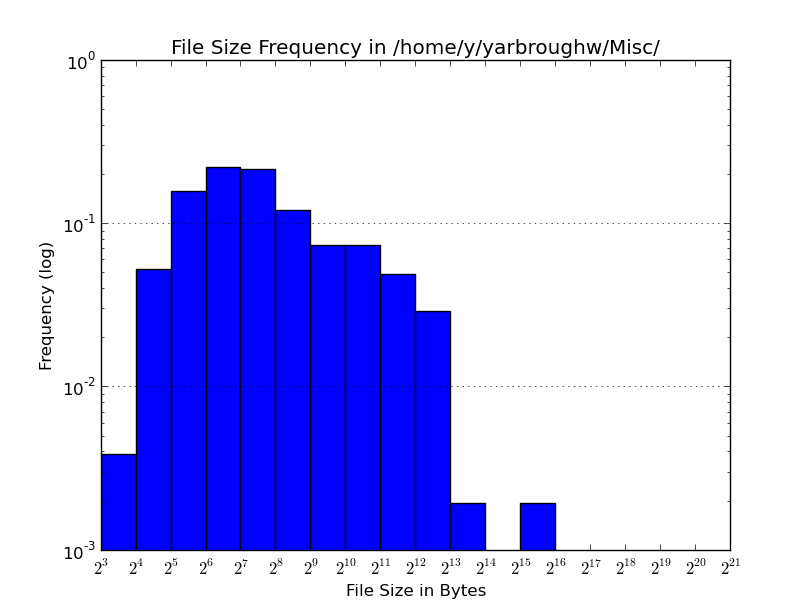 File Size Frequency in /home/y/yarbroughw/Misc/
10^0
10^-1
10^-2
10^-3
Frequency (log)
2^3 2^4 2^5 2^6 2^7 2^8 2^9 2^10 2^11 2^12 2^13 2^14 2^15 2^16 2^17 2^18 2^19 2^20 2^21
File Size in Bytes